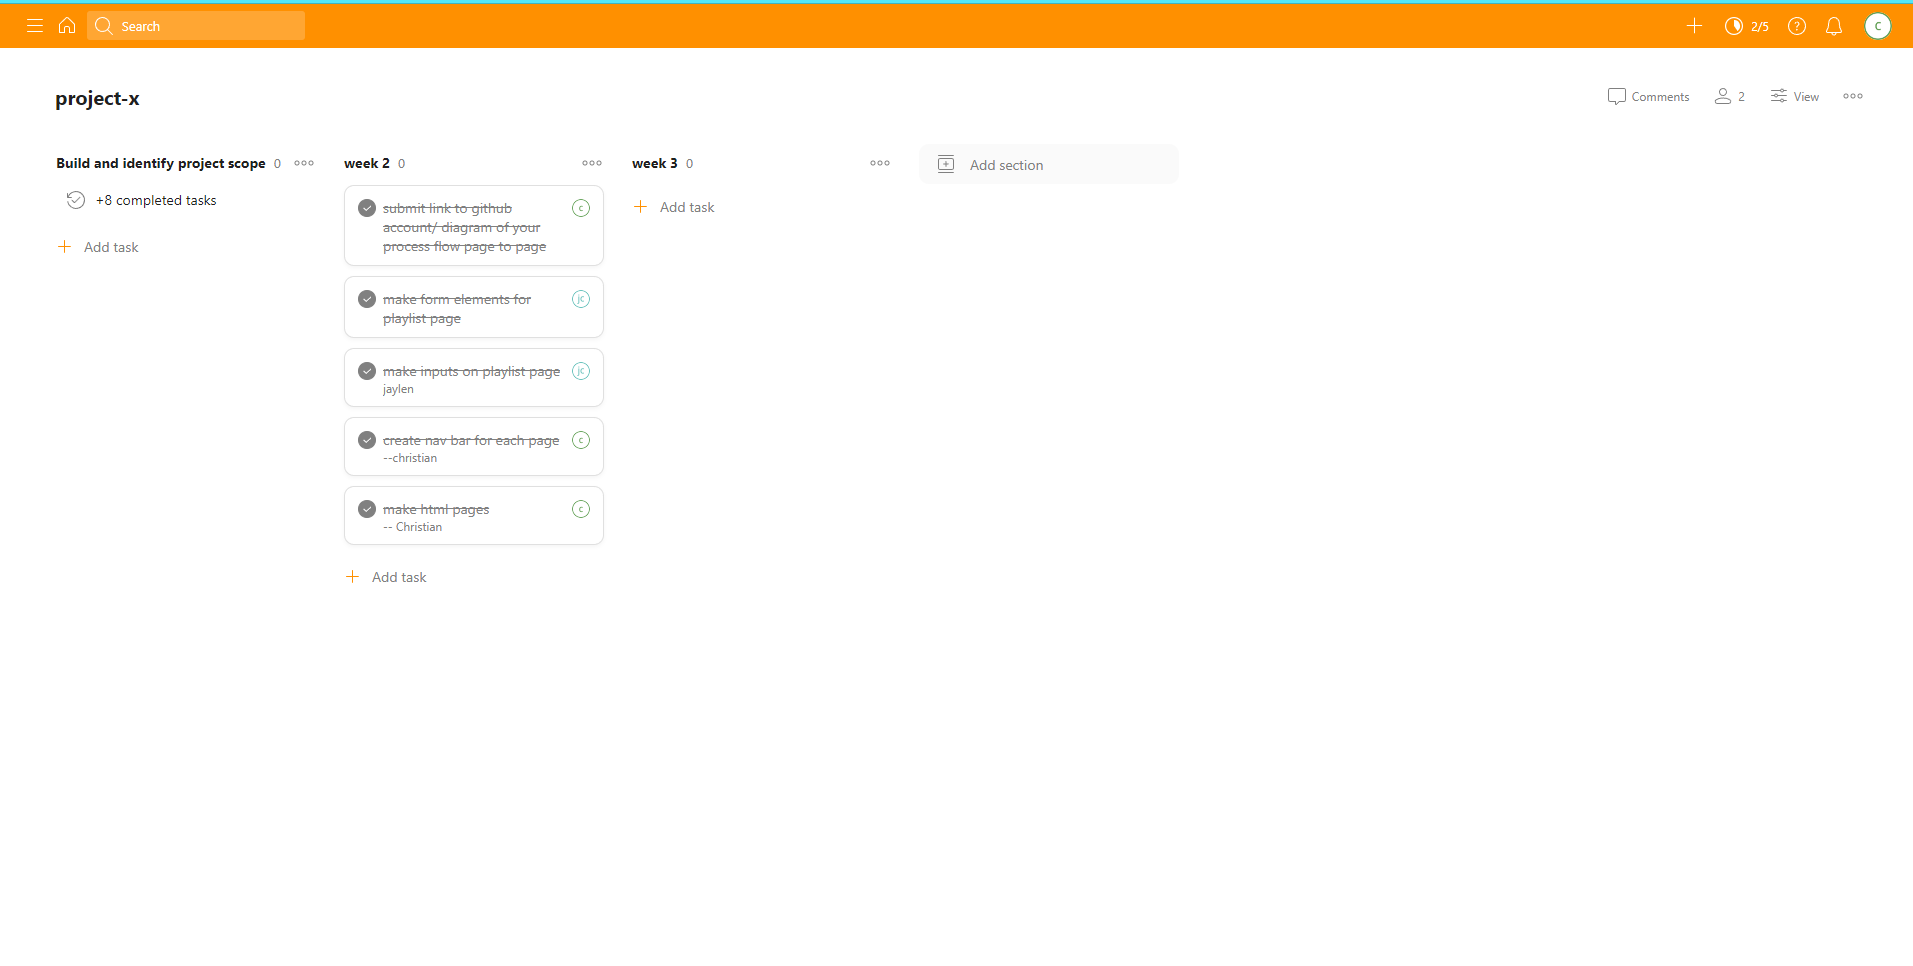 Search
2/5
?
C
project-x
Comments
2
View
Build and identify project scope 0
+8 completed tasks
Add task
week 2 0
submit link to github
account/ diagram of your
process flow page to page
c
make form elements for
playlist page
jc
make inputs on playlist page
jaylen
jc
create nav bar for each page
--christian
c
make html pages
-- Christian
c
Add task
week 3 0
Add task
Add section